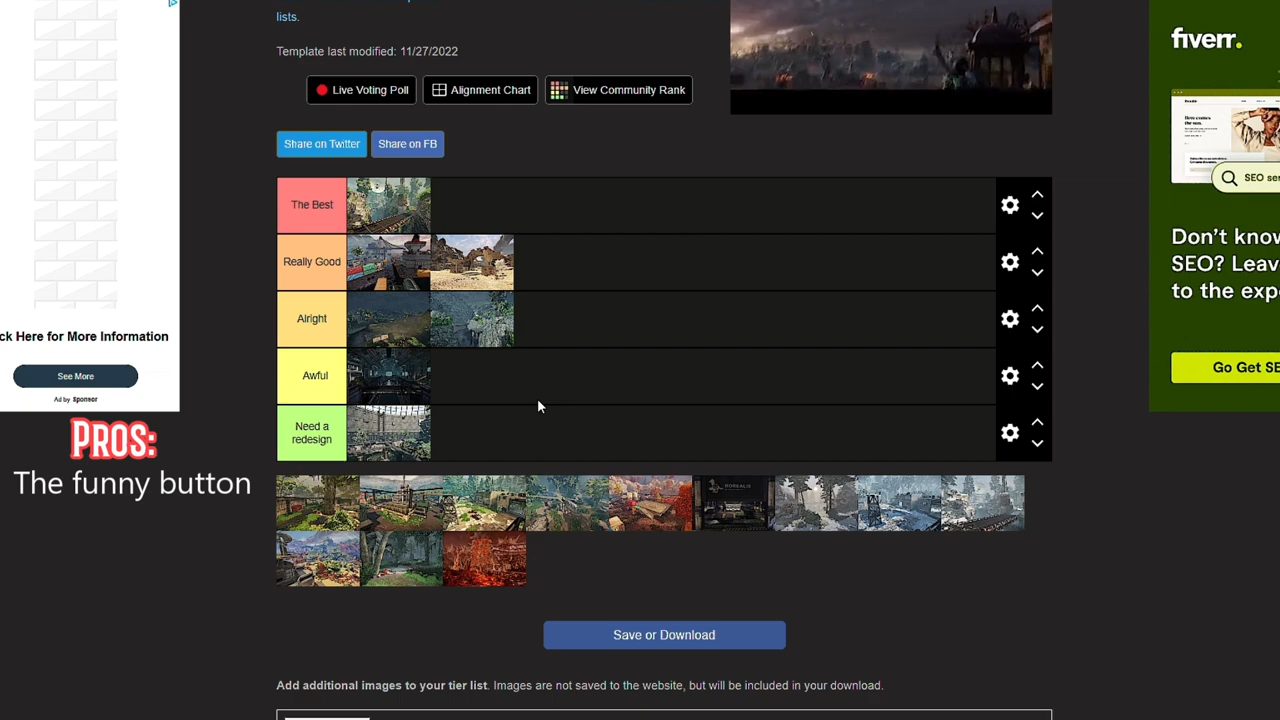 lists.
Template last modified: 11/27/2022
Live Voting Poll
Alignment Chart
View Community Rank
Share on Twitter
Share on FB
The Best
Really Good
Alright
Awful
Need a
redesign
ck Here for More Information
See More
Ad by Sponsor
PROS:
The funny button
fiverr.
SEO ser
Don't know
SEO? Leav
to the exp
Go Get SE
BOREALIS
Save or Download
Add additional images to your tier list. Images are not saved to the website, but will be included in your download.